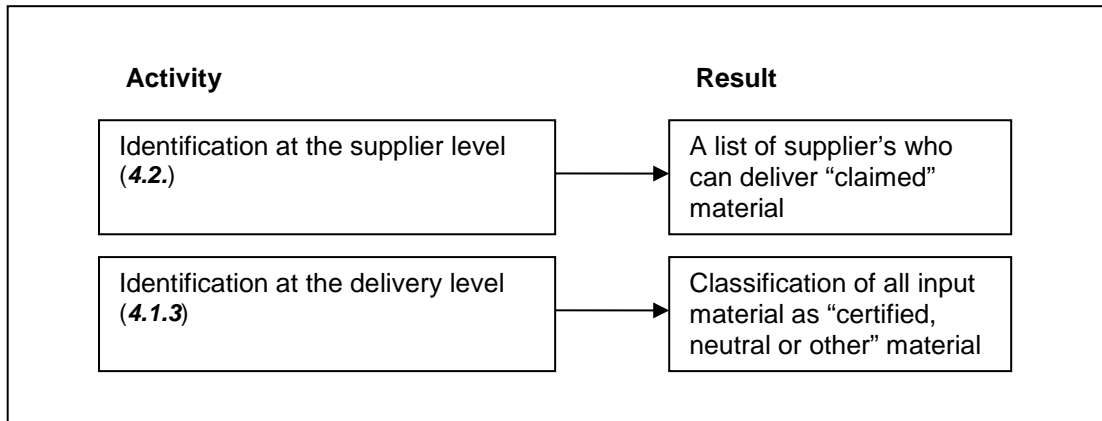 Activity
Result
Identification at the supplier level
(4.2.)
A list of supplier’s who
can deliver “claimed”
material
Identification at the delivery level
(4.1.3)
Classification of all input
material as “certified,
neutral or other” material